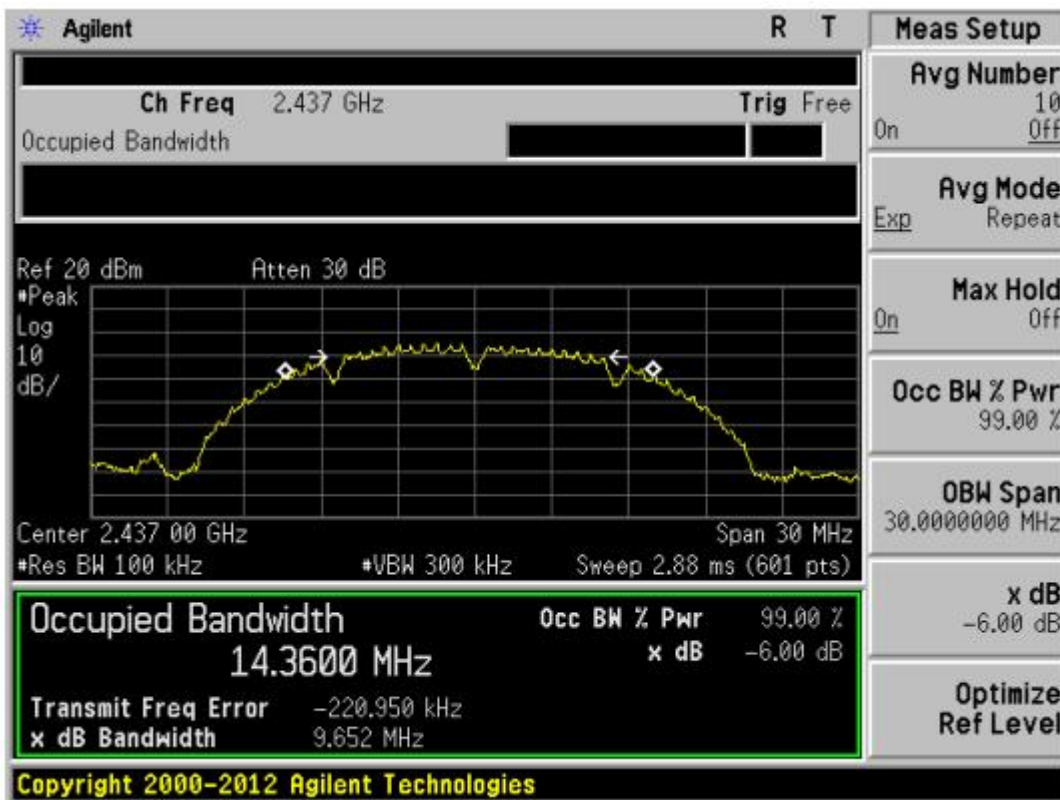 Agilent R T
Ch Freq 2.437 GHz Trig Free
Occupied Bandwidth
Ref 20 dBm Atten 30 dB
#Peak
Log
10
dB/
Center 2.437 00 GHz Span 30 MHz
#Res BW 100 kHz #VBW 300 kHz Sweep 2.88 ms (601 pts)
Occupied Bandwidth Occ BW % Pwr 99.00 %
14.3600 MHz x dB -6.00 dB
Transmit Freq Error -220.950 kHz
x dB Bandwidth 9.652 MHz
Copyright 2000-2012 Agilent Technologies
Meas Setup
Avg Number
10
On Off
Avg Mode
Exp Repeat
Max Hold
On Off
Occ BW % Pwr
99.00 %
OBW Span
30.0000000 MHz
x dB
-6.00 dB
Optimize
Ref Level